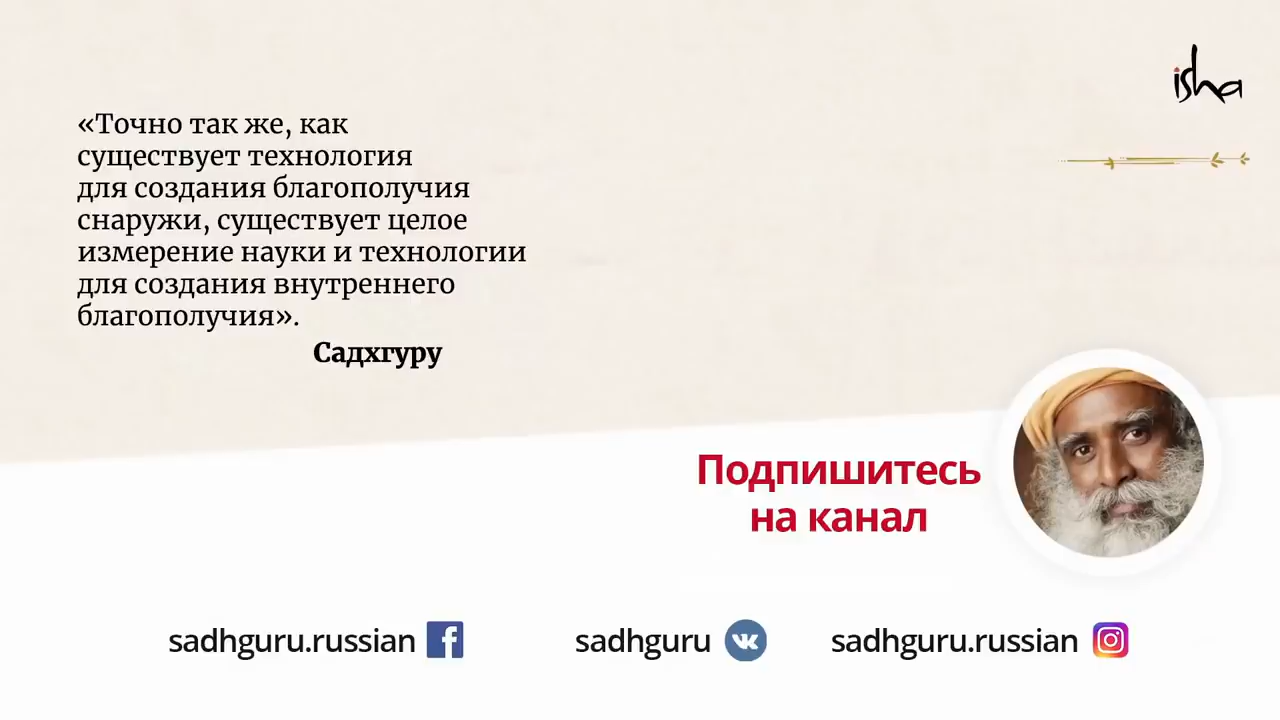 isha
«Точно так же, как
существует технология
для создания благополучия
снаружи, существует целое
измерение науки и технологии
для создания внутреннего
благополучия».
Садхгуру
Подпишитесь
на канал
sadhguru.russian
sadhguru
sadhguru.russian